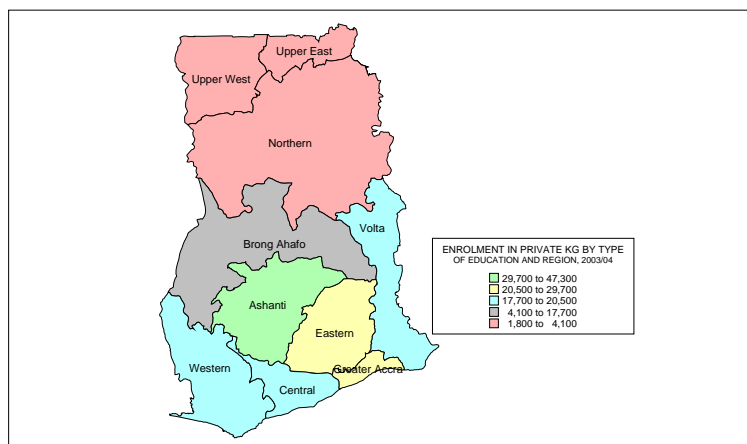 Upper East
Upper West
Northern
Volta
Brong Ahafo
ENROLMENT IN PRIVATE KG BY TYPE
OF EDUCATION AND REGION, 2003/04
29,700 to 47,300
20,500 to 29,700
17,700 to 20,500
4,100 to 17,700
1,800 to 4,100
Ashanti
Eastern
Western
Greater Accra
Central